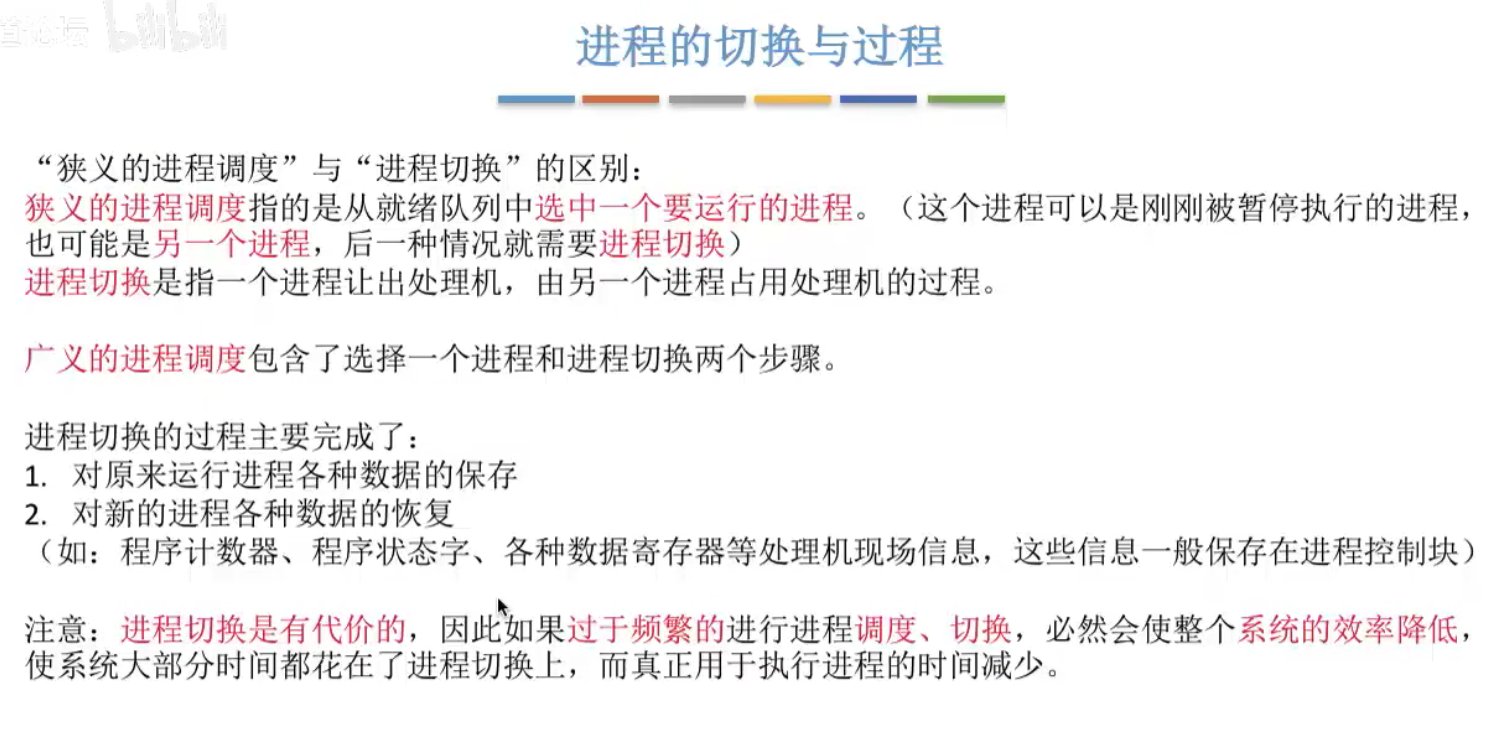 bilibili
进程的切换与过程
“狭义的进程调度”与“进程切换”的区别：
狭义的进程调度指的是从就绪队列中选中一个要运行的进程。（这个进程可以是刚刚被暂停执行的进程，
也可能是另一个进程，后一种情况就需要进程切换）
进程切换是指一个进程让出处理机，由另一个进程占用处理机的过程。
广义的进程调度包含了选择一个进程和进程切换两个步骤。
进程切换的过程主要完成了：
1. 对原来运行进程各种数据的保存
2. 对新的进程各种数据的恢复
（如：程序计数器、程序状态字、各种数据寄存器等处理机现场信息，这些信息一般保存在进程控制块）
注意：进程切换是有代价的，因此如果过于频繁的进行进程调度、切换，必然会使整个系统的效率降低，
使系统大部分时间都花在了进程切换上，而真正用于执行进程的时间减少。